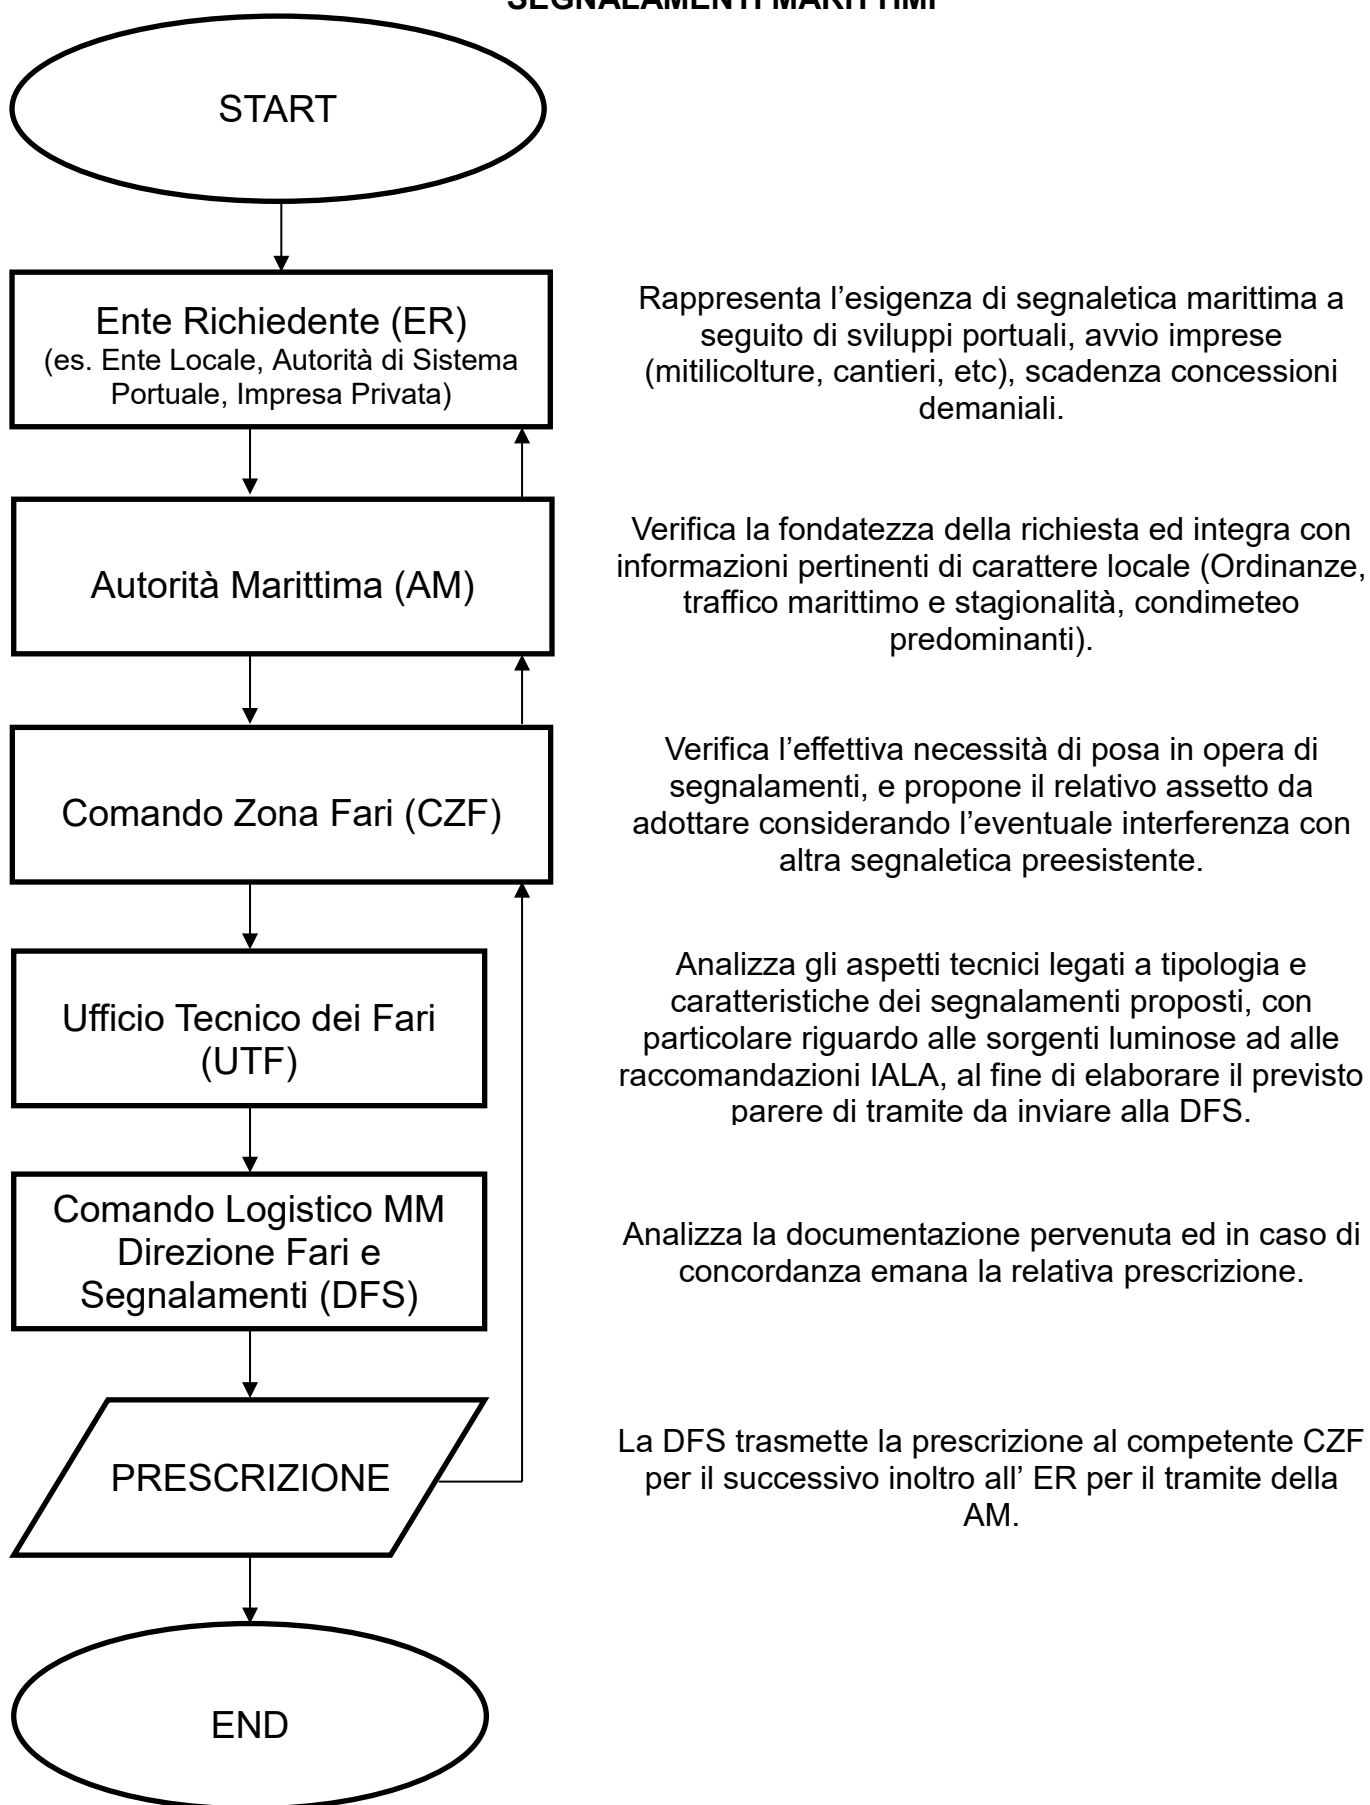 SEGNALAMENTI MARITTIMI
START
Ente Richiedente (ER)
(es. Ente Locale, Autorità di Sistema
Portuale, Impresa Privata)
Rappresenta l’esigenza di segnaletica marittima a
seguito di sviluppi portuali, avvio imprese
(mitilicolture, cantieri, etc), scadenza concessioni
demaniali.
Autorità Marittima (AM)
Verifica la fondatezza della richiesta ed integra con
informazioni pertinenti di carattere locale (Ordinanze,
traffico marittimo e stagionalità, condimeteo
predominanti).
Comando Zona Fari (CZF)
Verifica l’effettiva necessità di posa in opera di
segnalamenti, e propone il relativo assetto da
adottare considerando l’eventuale interferenza con
altra segnaletica preesistente.
Ufficio Tecnico dei Fari
(UTF)
Analizza gli aspetti tecnici legati a tipologia e
caratteristiche dei segnalamenti proposti, con
particolare riguardo alle sorgenti luminose ad alle
raccomandazioni IALA, al fine di elaborare il previsto
parere di tramite da inviare alla DFS.
Comando Logistico MM
Direzione Fari e
Segnalamenti (DFS)
Analizza la documentazione pervenuta ed in caso di
concordanza emana la relativa prescrizione.
PRESCRIZIONE
La DFS trasmette la prescrizione al competente CZF
per il successivo inoltro all’ ER per il tramite della
AM.
END